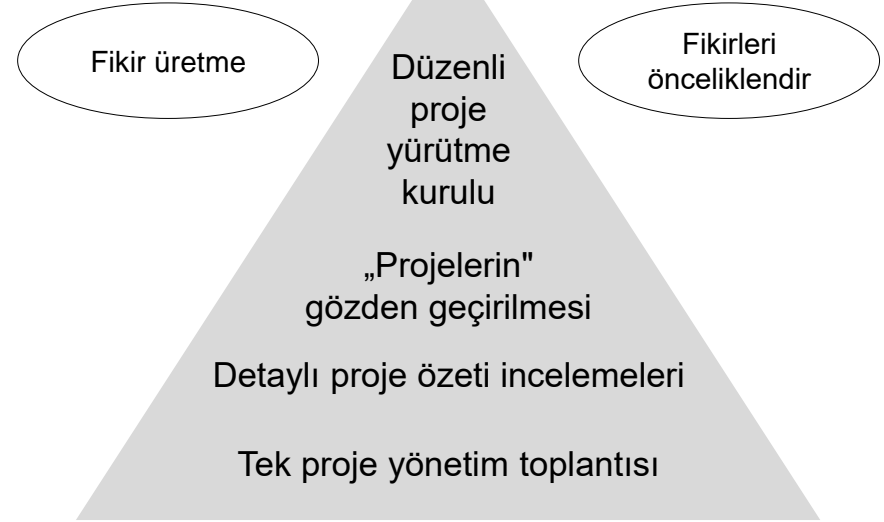 Fikir üretme
Fikirleri
önceliklendir
Düzenli
proje
yürütme
kurulu
„Projelerin"
gözden geçirilmesi
Detaylı proje özeti incelemeleri
Tek proje yönetim toplantısı